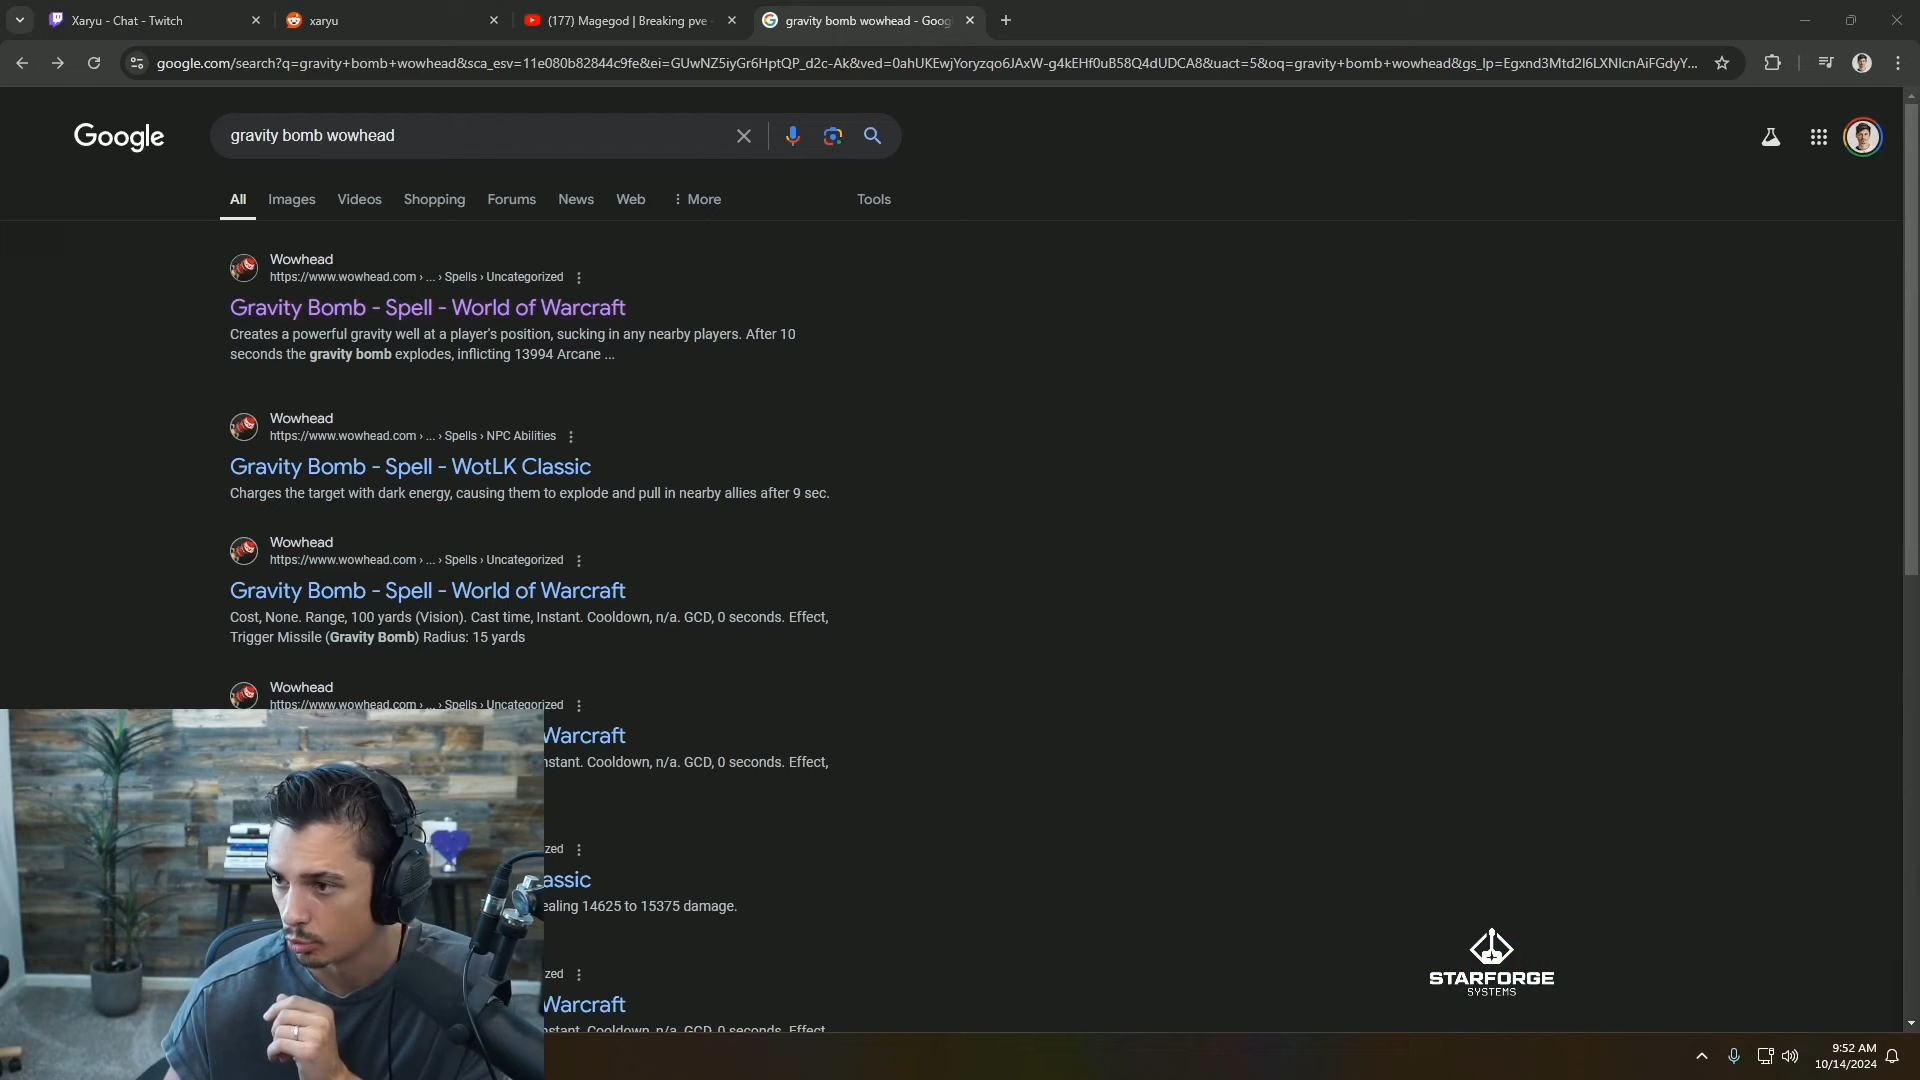 Xaryu - Chat - Twitch
xaryu
(177) Magegod | Breaking pve
gravity bomb wowhead - Goog
google.com/search?q=gravity+bomb+wowhead&sca_esv=11e080b82844c9fe&ei=GUwNZ5iyGr6HptQP_d2c-Ak&ved=0ahUKEwjYoryzqo6JAxW-g4kEHf0uB58Q4dUDCA8&uact=5&oq=gravity+bomb+wowhead&gs_lp=Egxnd3Mtd2l6LXNlcnAiFGdyY...
Google
gravity bomb wowhead
All Images Videos Shopping Forums News Web More Tools
Wowhead
https://www.wowhead.com › ... › Spells › Uncategorized
Gravity Bomb - Spell - World of Warcraft
Creates a powerful gravity well at a player's position, sucking in any nearby players. After 10
seconds the gravity bomb explodes, inflicting 13994 Arcane ...
Wowhead
https://www.wowhead.com › ... › Spells › NPC Abilities
Gravity Bomb - Spell - WotLK Classic
Charges the target with dark energy, causing them to explode and pull in nearby allies after 9 sec.
Wowhead
https://www.wowhead.com › ... › Spells › Uncategorized
Gravity Bomb - Spell - World of Warcraft
Cost, None. Range, 100 yards (Vision). Cast time, Instant. Cooldown, n/a. GCD, 0 seconds. Effect,
Trigger Missile (Gravity Bomb) Radius: 15 yards
Wowhead
https://www.wowhead.com › ... › Spells › Uncategorized
Warcraft
nstant. Cooldown, n/a. GCD, 0 seconds. Effect,
zed
assic
ealing 14625 to 15375 damage.
zed
Warcraft
nstant. Cooldown, n/a. GCD, 0 seconds. Effect
STARFORGE
SYSTEMS
9:52 AM
10/14/2024